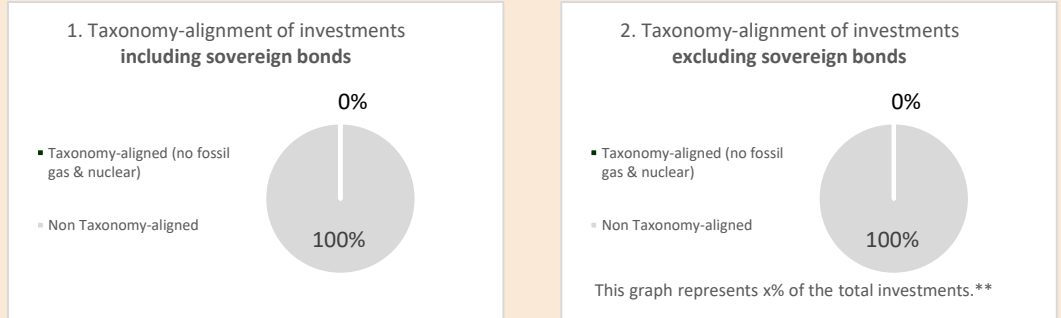 1. Taxonomy-alignment of investments
including sovereign bonds
0%
Taxonomy-aligned (no fossil
gas & nuclear)
Non Taxonomy-aligned
100%
2. Taxonomy-alignment of investments
excluding sovereign bonds
0%
Taxonomy-aligned (no fossil
gas & nuclear)
Non Taxonomy-aligned
100%
This graph represents x% of the total investments.**